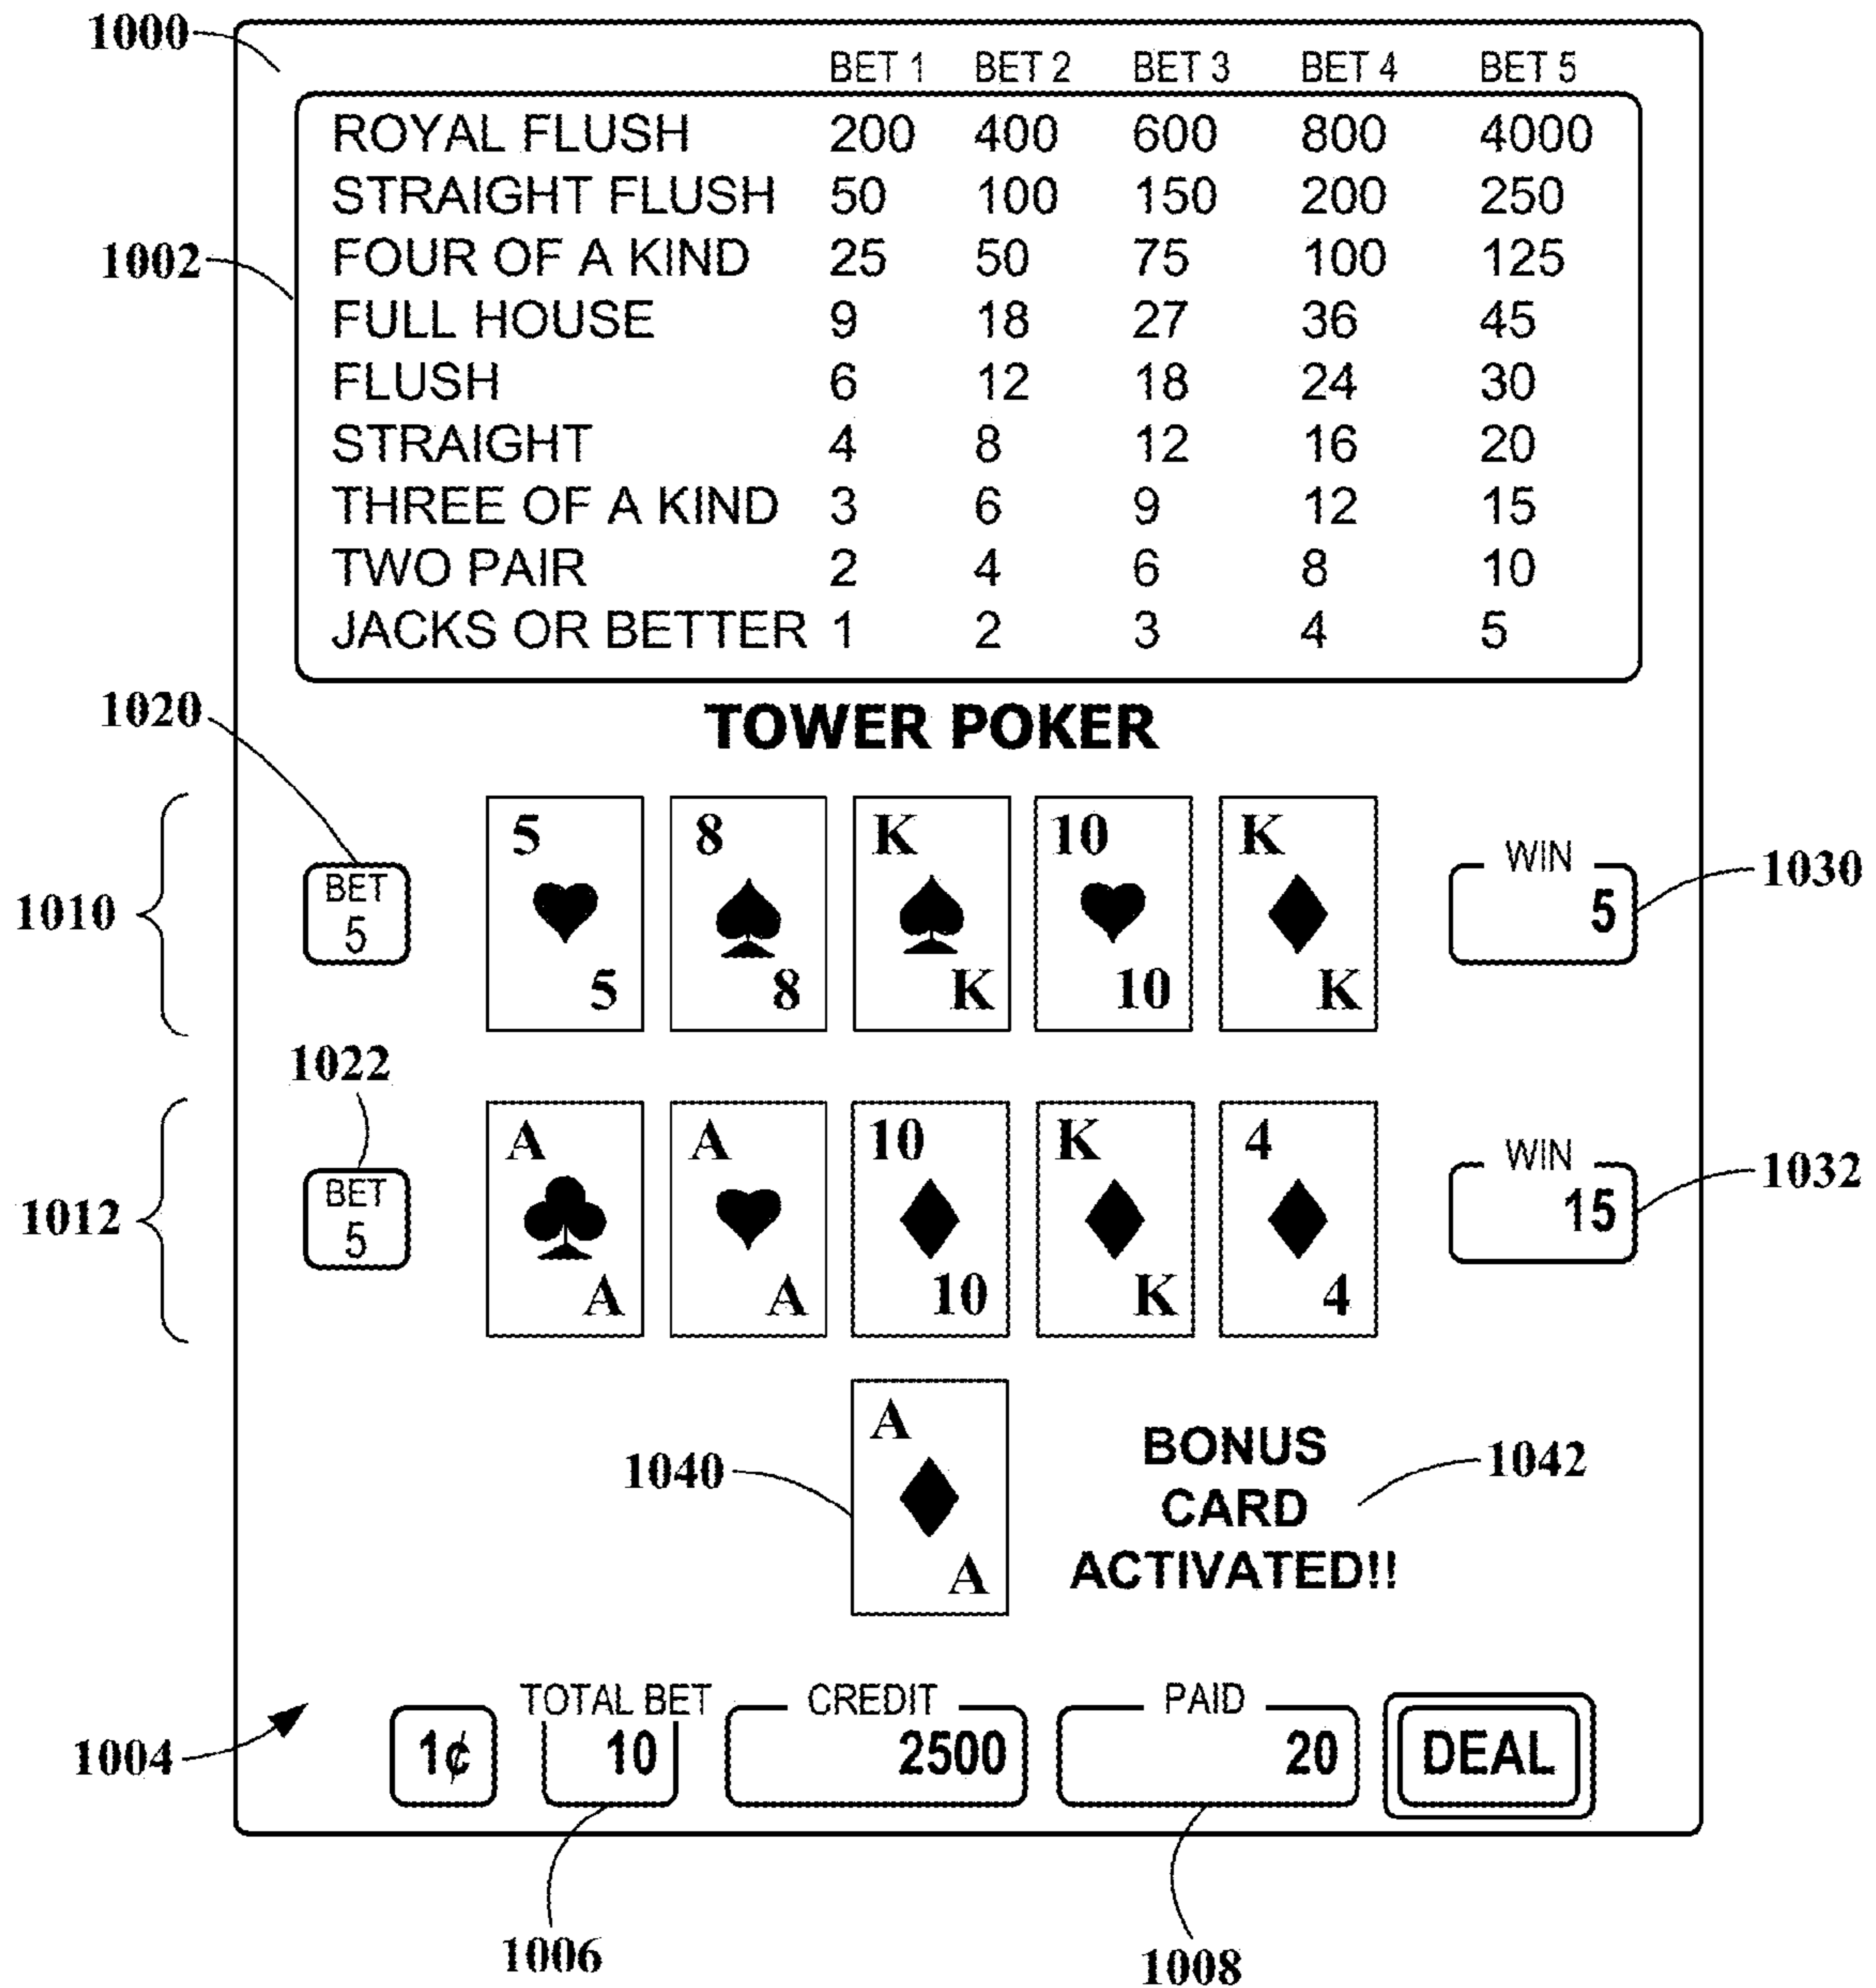 1000
BET 1 BET 2 BET 3 BET 4 BET 5
ROYAL FLUSH 200 400 600 800 4000
STRAIGHT FLUSH 50 100 150 200 250
1002
FOUR OF A KIND 25 50 75 100 125
FULL HOUSE 9 18 27 36 45
FLUSH 6 12 18 24 30
STRAIGHT 4 8 12 16 20
THREE OF A KIND 3 6 9 12 15
TWO PAIR 2 4 6 8 10
JACKS OR BETTER 1 2 3 4 5
1020
TOWER POKER
5 8 K 10 K
WIN
1030
BET
1010
5
5
5 8 K 10 K
1022
A A 10 K 4
WIN
1032
BET
15
1012
5
A A 10 K 4
A
BONUS
1040
1042
CARD
A
ACTIVATED!!
TOTAL BET CREDIT PAID
1004
1¢ 10 2500 20 DEAL
1006
1008